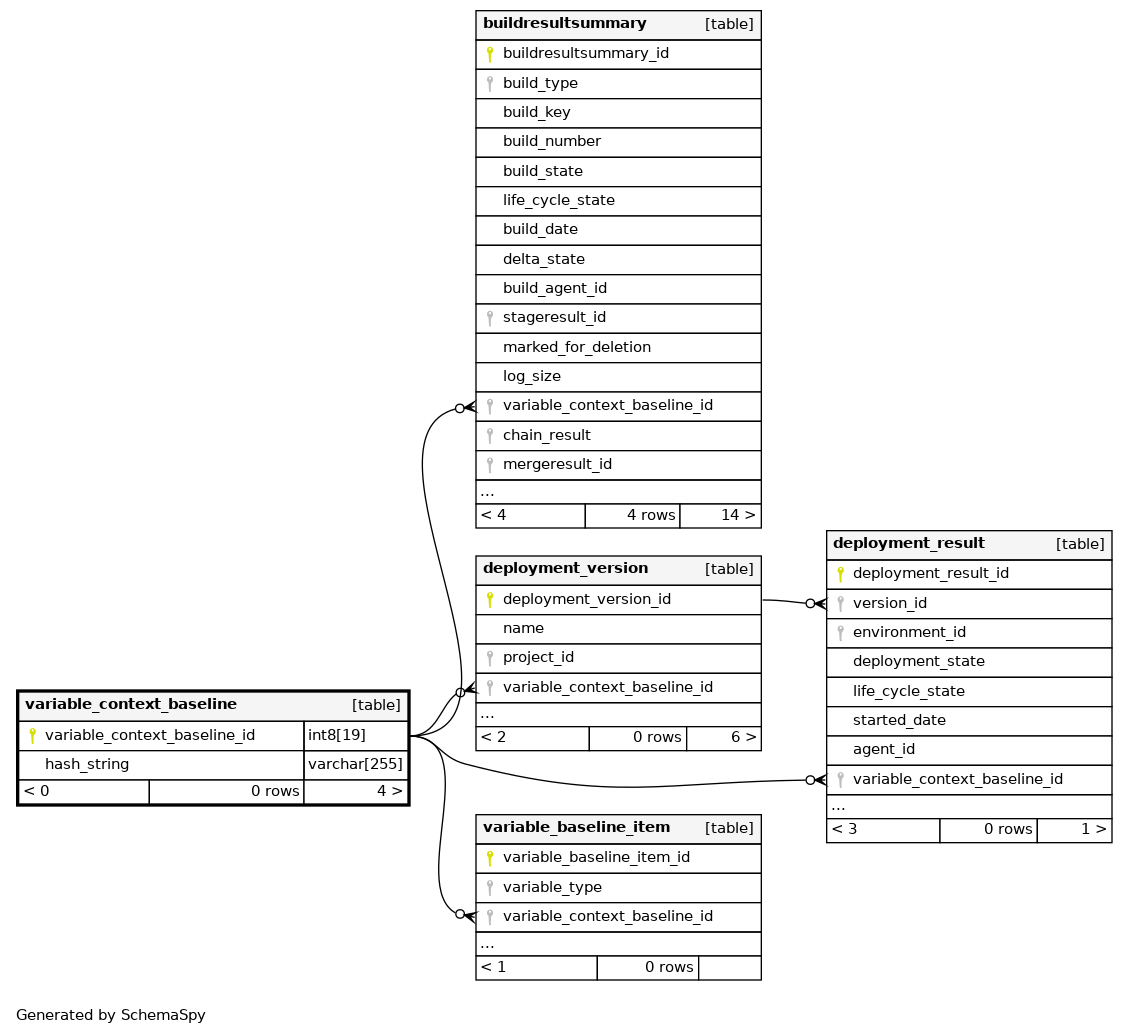 buildresultsummary [table]
buildresultsummary_id
build_type
build_key
build_number
build_state
life_cycle_state
build_date
delta_state
build_agent_id
stageresult_id
marked_for_deletion
log_size
variable_context_baseline_id
chain_result
mergeresult_id
...
< 4 4 rows 14 >
deployment_version [table]
deployment_version_id
name
project_id
variable_context_baseline_id
...
< 2 0 rows 6 >
deployment_result [table]
deployment_result_id
version_id
environment_id
deployment_state
life_cycle_state
started_date
agent_id
variable_context_baseline_id
...
< 3 0 rows 1 >
variable_context_baseline [table]
variable_context_baseline_id int8[19]
hash_string varchar[255]
< 0 0 rows 4 >
variable_baseline_item [table]
variable_baseline_item_id
variable_type
variable_context_baseline_id
...
< 1 0 rows
Generated by SchemaSpy